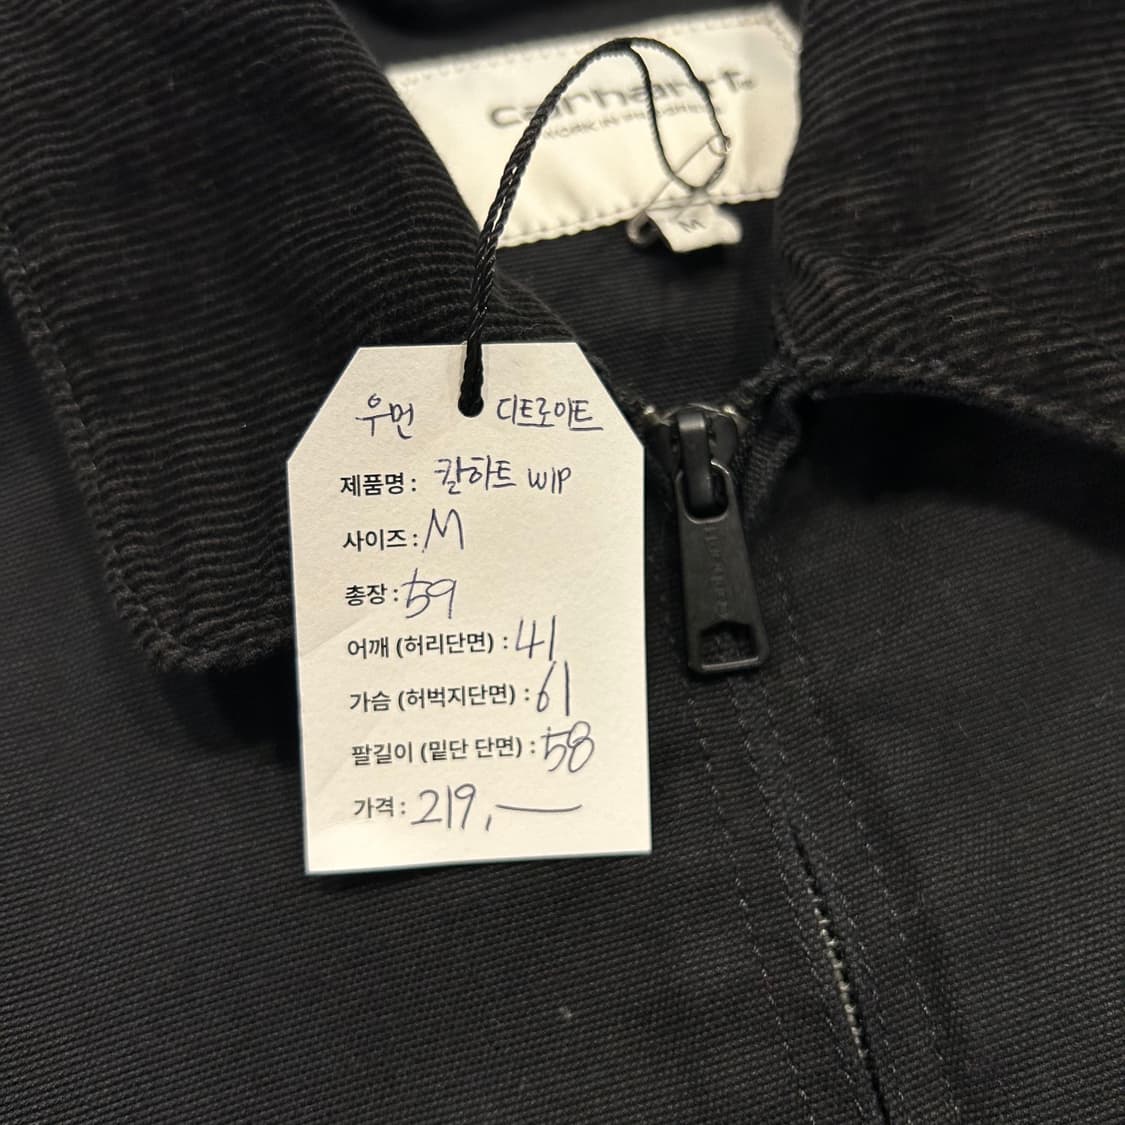 carhartt
WORK IN PROGRESS
M
우먼 디트로이트
제품명 : 칼하트 WIP
사이즈 : M
총장 : 59
어깨 (허리단면) : 41
가슴 (허벅지단면) : 61
팔길이 (밑단 단면) : 58
가격 : 219,—